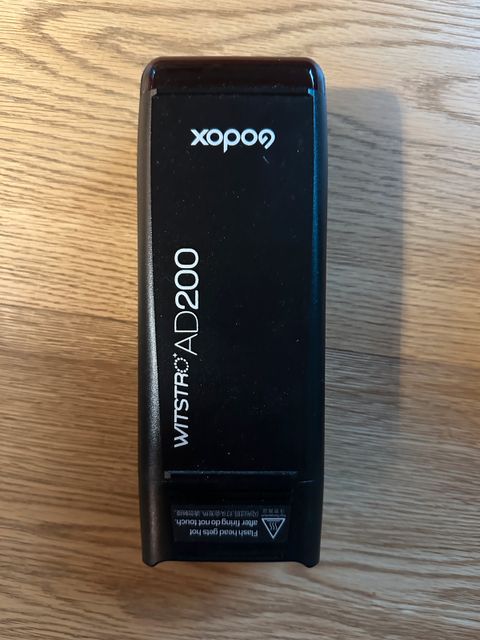 Godox
WITSTRO AD200
Flash head gets hot
after firing do not touch.